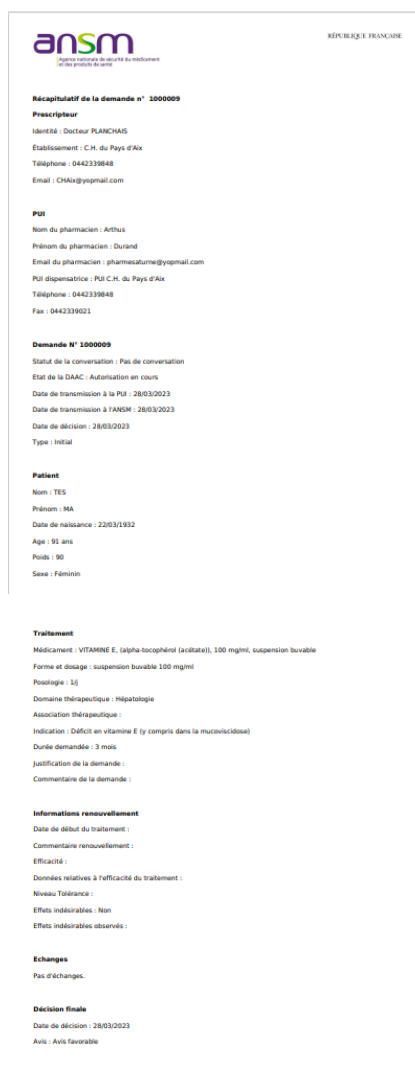 ansm
Agence nationale de sécurité du médicament
et des produits de santé
RÉPUBLIQUE FRANÇAISE
Récapitulatif de la demande n° 1000009
Prescripteur
Identité : Docteur PLANCHAIS
Établissement : C.H. du Pays d'Aix
Téléphone : 0442339848
Email : CHAix@yopmail.com
PUI
Nom du pharmacien : Arthus
Prénom du pharmacien : Durand
Email du pharmacien : pharmesaturne@yopmail.com
PUI dispensatrice : PUI C.H. du Pays d'Aix
Téléphone : 0442339848
Fax : 0442339021
Demande N° 1000009
Statut de la conversation : Pas de conversation
Etat de la DAAC : Autorisation en cours
Date de transmission à la PUI : 28/03/2023
Date de transmission à l'ANSM : 28/03/2023
Date de décision : 28/03/2023
Type : Initial
Patient
Nom : TES
Prénom : MA
Date de naissance : 22/03/1932
Age : 91 ans
Poids : 90
Sexe : Féminin
Traitement
Médicament : VITAMINE E, (alpha-tocophérol (acétate)), 100 mg/ml, suspension buvable
Forme et dosage : suspension buvable 100 mg/ml
Posologie : 1/j
Domaine thérapeutique : Hépatologie
Association thérapeutique :
Indication : Déficit en vitamine E (y compris dans la mucoviscidose)
Durée demandée : 3 mois
Justification de la demande :
Commentaire de la demande :
Informations renouvellement
Date de début du traitement :
Commentaire renouvellement :
Efficacité :
Données relatives à l'efficacité du traitement :
Niveau Tolérance :
Effets indésirables : Non
Effets indésirables observés :
Echanges
Pas d'échanges.
Décision finale
Date de décision : 28/03/2023
Avis : Avis favorable